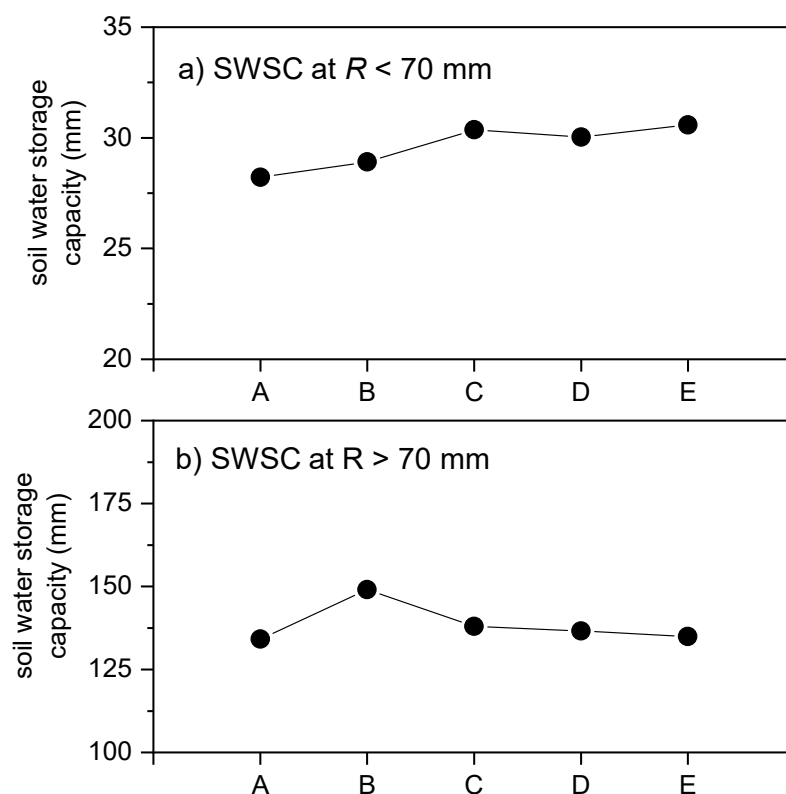 a) SWSC at R < 70 mm
soil water storage
capacity (mm)
35
30
25
20
A B C D E
b) SWSC at R > 70 mm
soil water storage
capacity (mm)
200
175
150
125
100
A B C D E